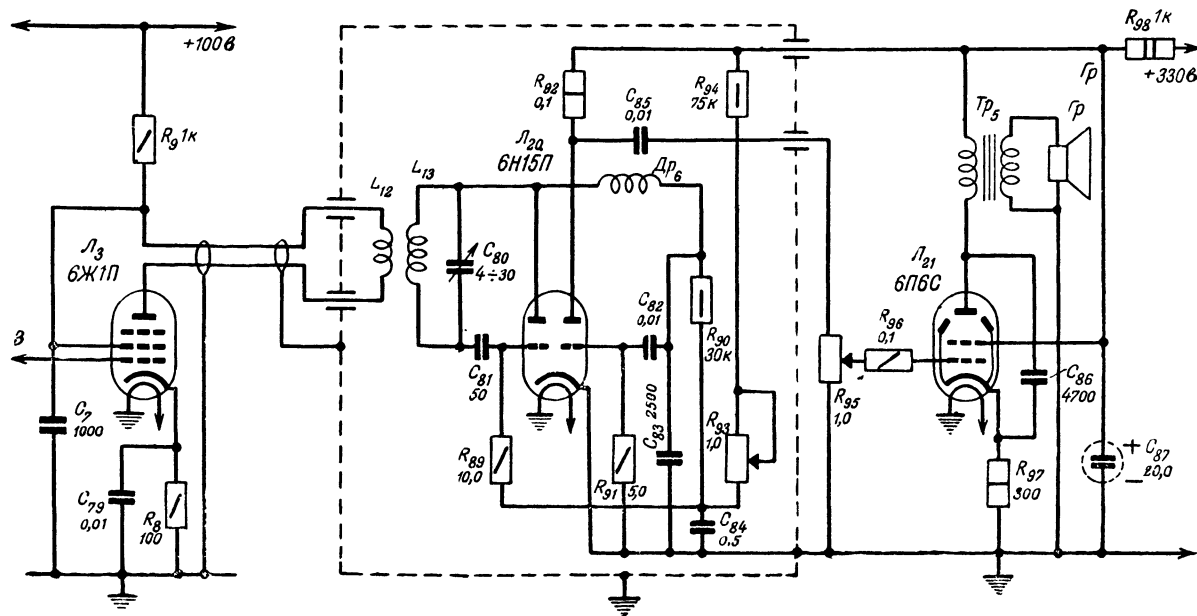 +100в
R₉ 1к
Л₃
6Ж1П
З
C₇
1000
C₇₉
0,01
R₈
100
L₁₂
L₁₃
C₈₀
4÷30
C₈₁
50
R₈₉
10,0
Л₂₀
6Н15П
R₉₂
0,1
C₈₅
0,01
R₉₄
75к
Др₆
C₈₂
0,01
R₉₀
30к
C₈₃ 2500
R₉₃
1,0
R₉₁ 5,0
C₈₄
0.5
R₉₅
1,0
R₉₆
0,1
Л₂₁
6П6С
Тр₅
Гр
Гр
R₉₈ 1к
+330в
C₈₆
4700
R₉₇
300
+
−
C₈₇
20,0